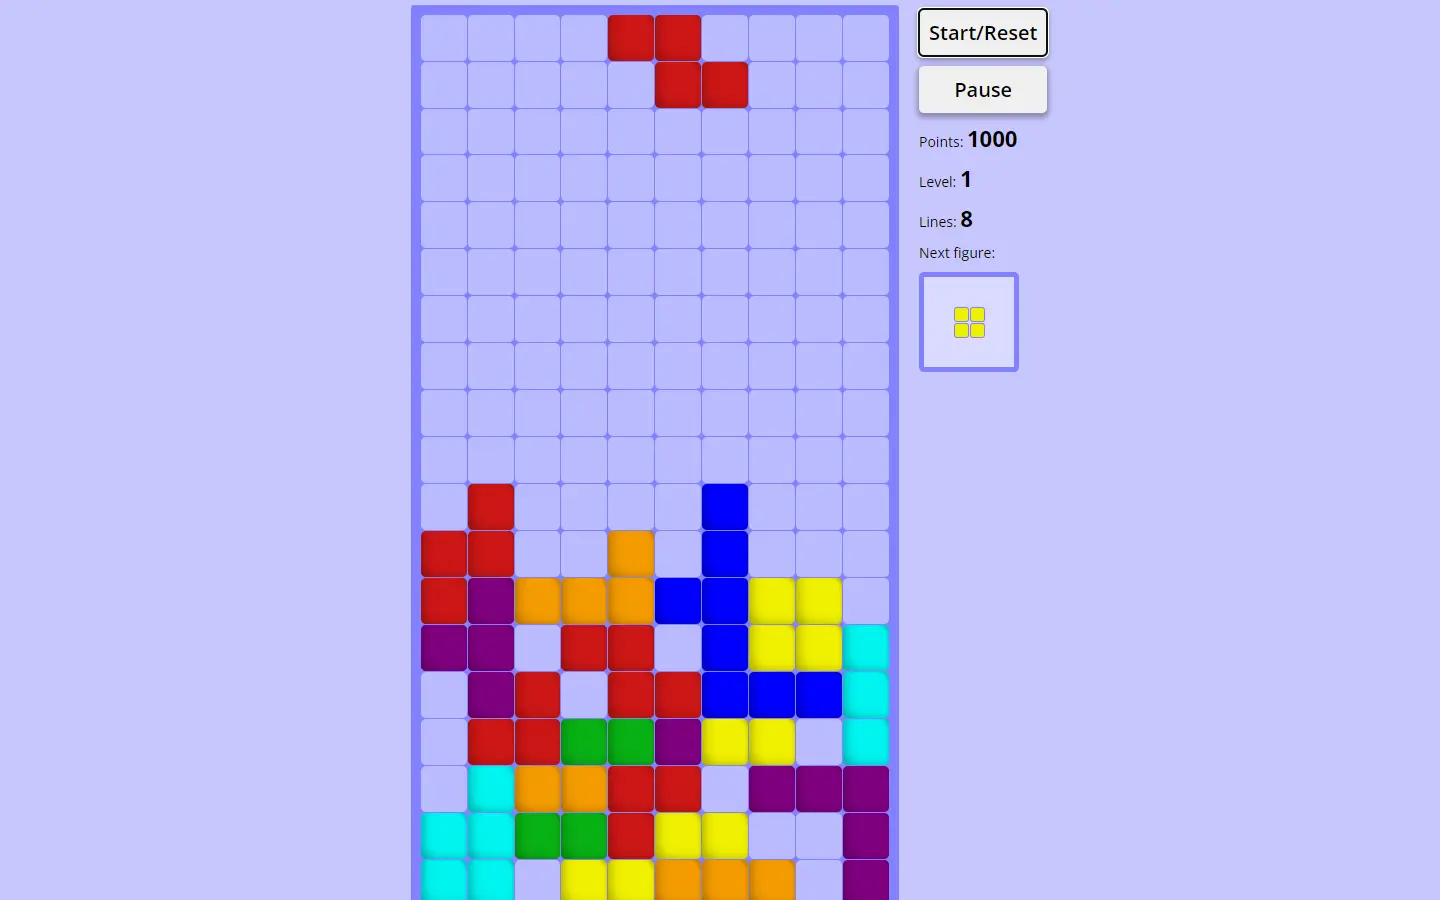 Start/Reset
Pause
Points: 1000
Level: 1
Lines: 8
Next figure: